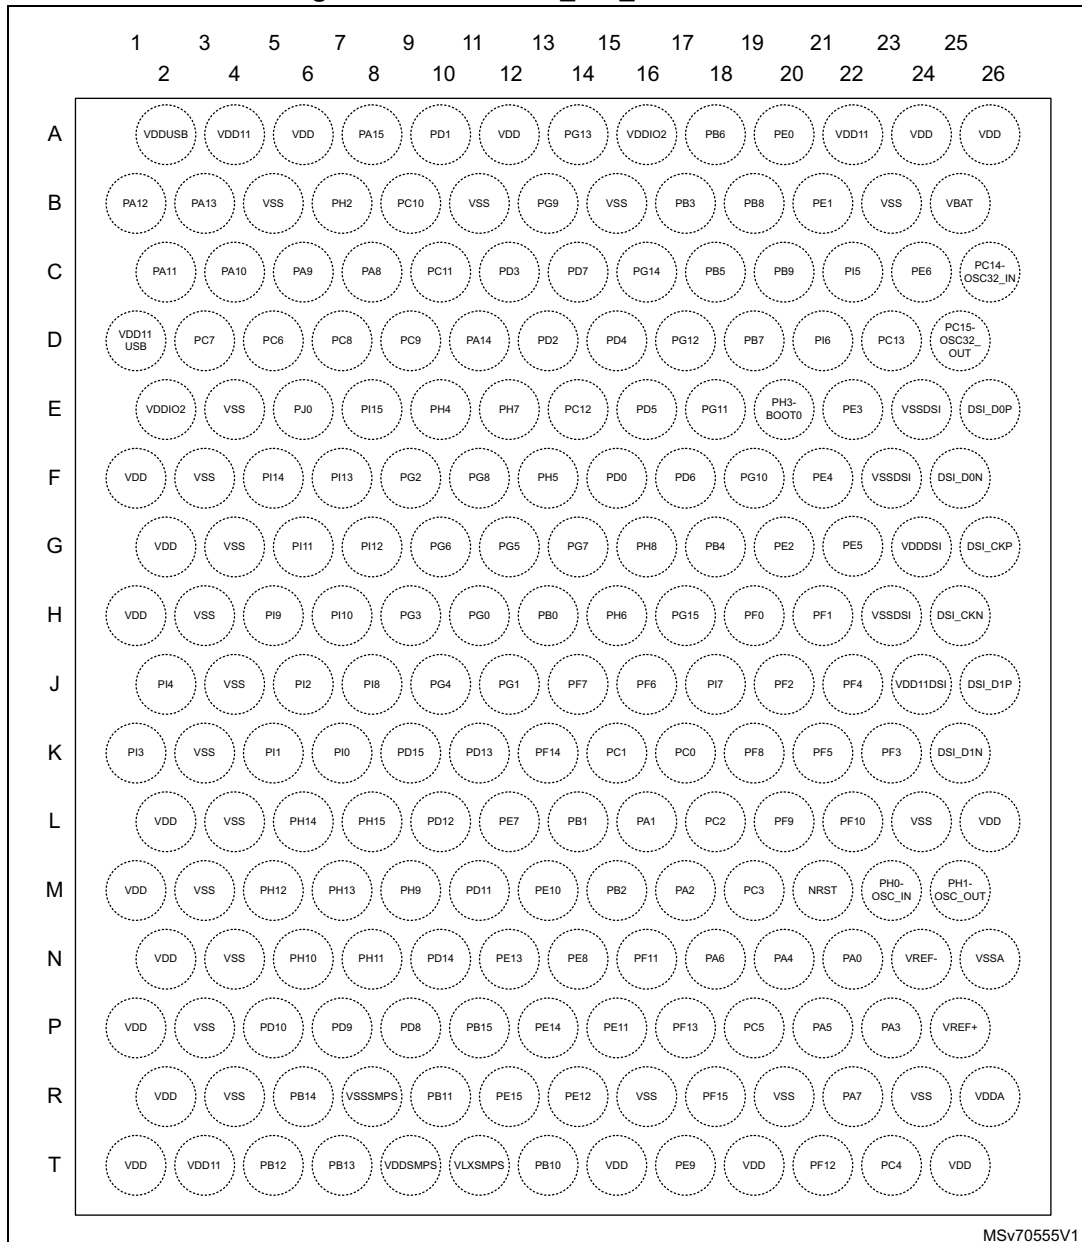 1 3 5 7 9 11 13 15 17 19 21 23 25
2 4 6 8 10 12 14 16 18 20 22 24 26
A VDDUSB VDD11 VDD PA15 PD1 VDD PG13 VDDIO2 PB6 PE0 VDD11 VDD VDD
B PA12 PA13 VSS PH2 PC10 VSS PG9 VSS PB3 PB8 PE1 VSS VBAT
C PA11 PA10 PA9 PA8 PC11 PD3 PD7 PG14 PB5 PB9 PI5 PE6 PC14-
OSC32_IN
D VDD11
USB PC7 PC6 PC8 PC9 PA14 PD2 PD4 PG12 PB7 PI6 PC13 PC15-
OSC32_
OUT
E VDDIO2 VSS PJ0 PI15 PH4 PH7 PC12 PD5 PG11 PH3-
BOOT0 PE3 VSSDSI DSI_D0P
F VDD VSS PI14 PI13 PG2 PG8 PH5 PD0 PD6 PG10 PE4 VSSDSI DSI_D0N
G VDD VSS PI11 PI12 PG6 PG5 PG7 PH8 PB4 PE2 PE5 VDDDSI DSI_CKP
H VDD VSS PI9 PI10 PG3 PG0 PB0 PH6 PG15 PF0 PF1 VSSDSI DSI_CKN
J PI4 VSS PI2 PI8 PG4 PG1 PF7 PF6 PI7 PF2 PF4 VDD11DSI DSI_D1P
K PI3 VSS PI1 PI0 PD15 PD13 PF14 PC1 PC0 PF8 PF5 PF3 DSI_D1N
L VDD VSS PH14 PH15 PD12 PE7 PB1 PA1 PC2 PF9 PF10 VSS VDD
M VDD VSS PH12 PH13 PH9 PD11 PE10 PB2 PA2 PC3 NRST PH0-
OSC_IN PH1-
OSC_OUT
N VDD VSS PH10 PH11 PD14 PE13 PE8 PF11 PA6 PA4 PA0 VREF- VSSA
P VDD VSS PD10 PD9 PD8 PB15 PE14 PE11 PF13 PC5 PA5 PA3 VREF+
R VDD VSS PB14 VSSSMPS PB11 PE15 PE12 VSS PF15 VSS PA7 VSS VDDA
T VDD VDD11 PB12 PB13 VDDSMPS VLXSMPS PB10 VDD PE9 VDD PF12 PC4 VDD
MSv70555V1